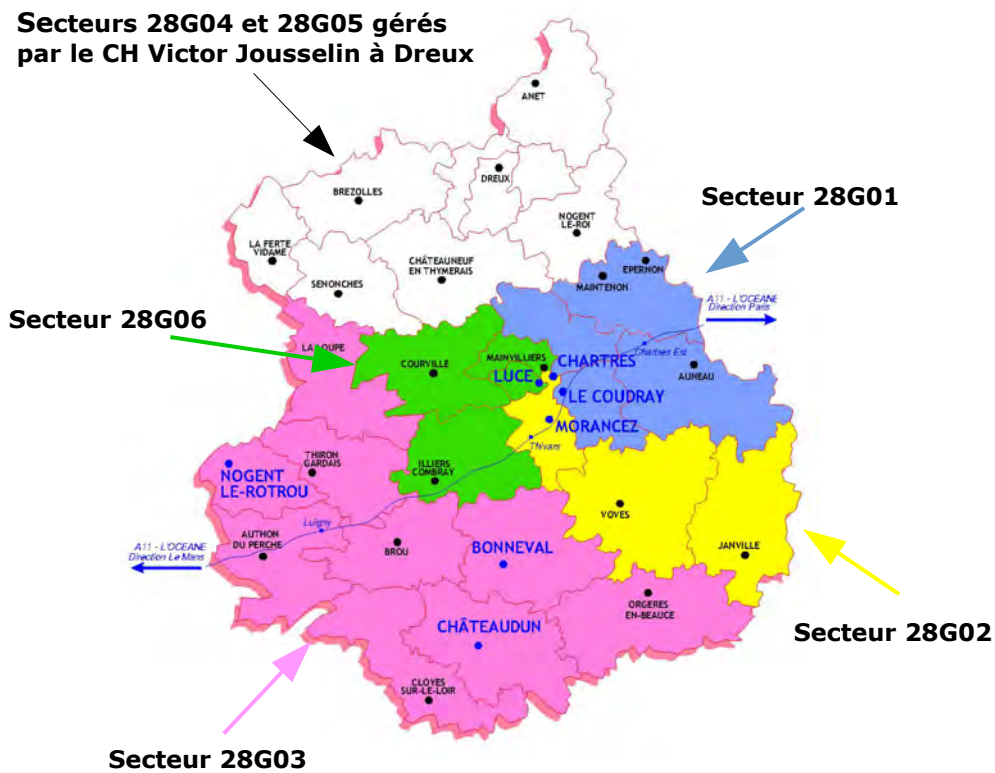 Secteurs 28G04 et 28G05 gérés
par le CH Victor Jousselin à Dreux
ANET
DREUX
BREZOLLES
Secteur 28G01
NOGENT
LE-ROI
LA FERTE
VIDAME
CHÂTEAUNEUF
EN THYMERAIS
EPERNON
MAINTENON
SENONCHES
A11 - L'OCEANE
Direction Paris
Secteur 28G06
LA LOUPE
Chartres Est
MAINVILLIERS
CHARTRES
COURVILLE
LUCE
AUNEAU
LE COUDRAY
MORANCEZ
Thivars
THIRON
GARDAIS
ILLIERS
COMBRAY
NOGENT
LE-ROTROU
VOYES
Luigny
AUTHON
DU PERCHE
BROU
BONNEVAL
JANVILLE
A11 - L'OCEANE
Direction Le Mans
ORGERES
EN-BEAUCE
CHÂTEAUDUN
Secteur 28G02
CLOYES
SUR-LE-LOIR
Secteur 28G03